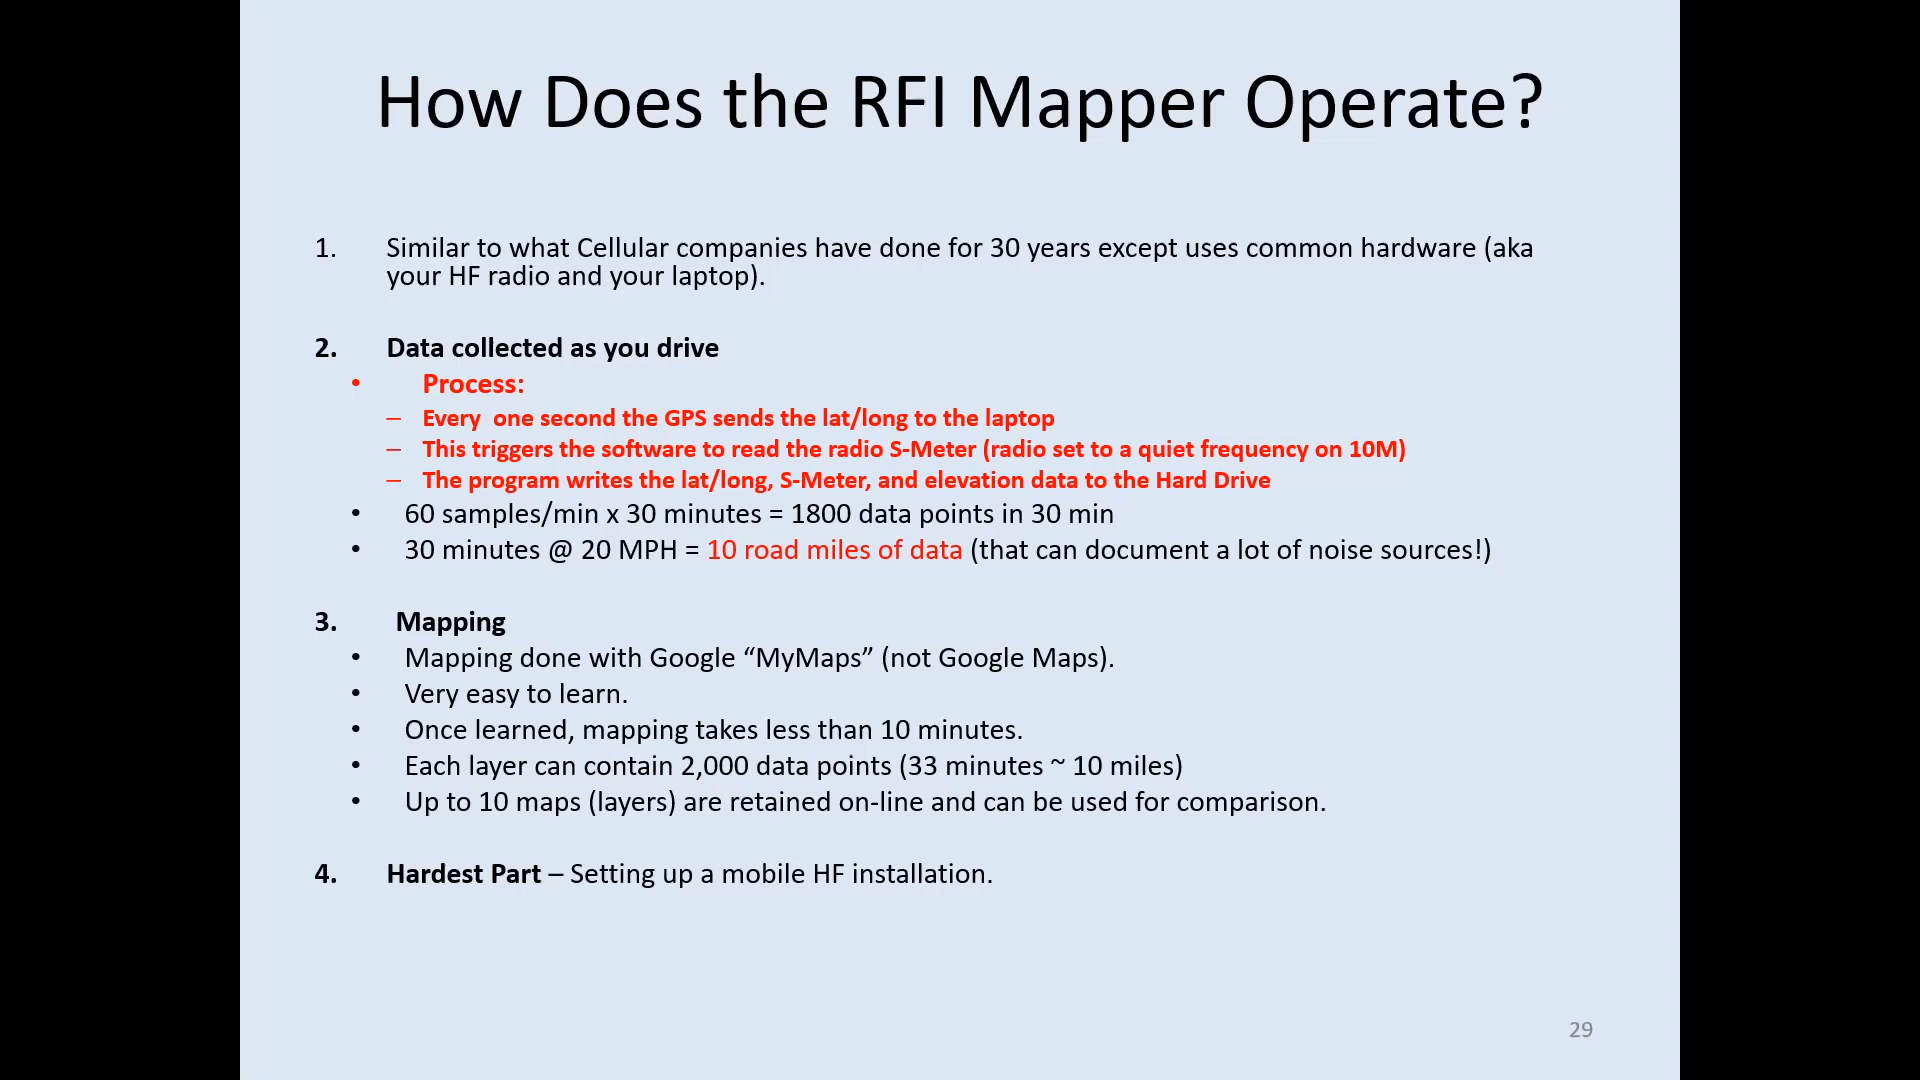 How Does the RFI Mapper Operate?
1. Similar to what Cellular companies have done for 30 years except uses common hardware (aka
your HF radio and your laptop).
2. Data collected as you drive
• Process:
– Every one second the GPS sends the lat/long to the laptop
– This triggers the software to read the radio S-Meter (radio set to a quiet frequency on 10M)
– The program writes the lat/long, S-Meter, and elevation data to the Hard Drive
• 60 samples/min x 30 minutes = 1800 data points in 30 min
• 30 minutes @ 20 MPH = 10 road miles of data (that can document a lot of noise sources!)
3. Mapping
• Mapping done with Google “MyMaps” (not Google Maps).
• Very easy to learn.
• Once learned, mapping takes less than 10 minutes.
• Each layer can contain 2,000 data points (33 minutes ~ 10 miles)
• Up to 10 maps (layers) are retained on-line and can be used for comparison.
4. Hardest Part – Setting up a mobile HF installation.
29